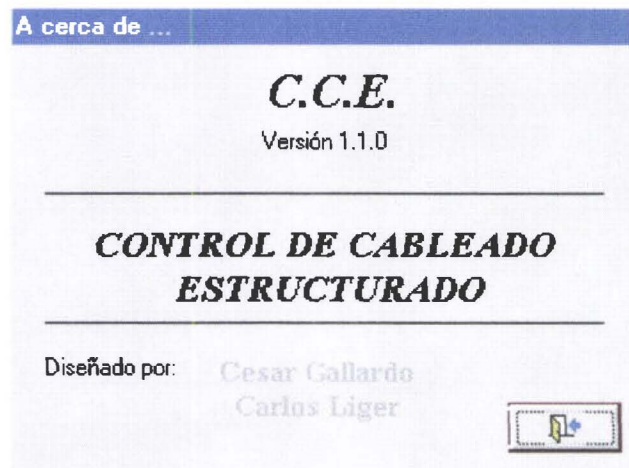 A cerca de ...
C.C.E.
Versión 1.1.0
CONTROL DE CABLEADO
ESTRUCTURADO
Diseñado por:
Cesar Gallardo
Carlos Liger